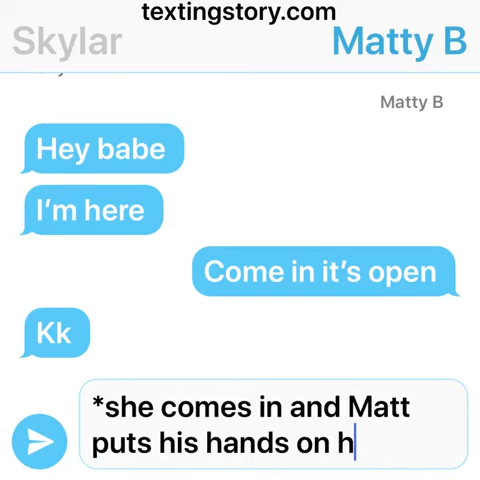 textingstory.com
Skylar
Matty B
Matty B
Hey babe
I'm here
Come in it's open
Kk
*she comes in and Matt
puts his hands on h